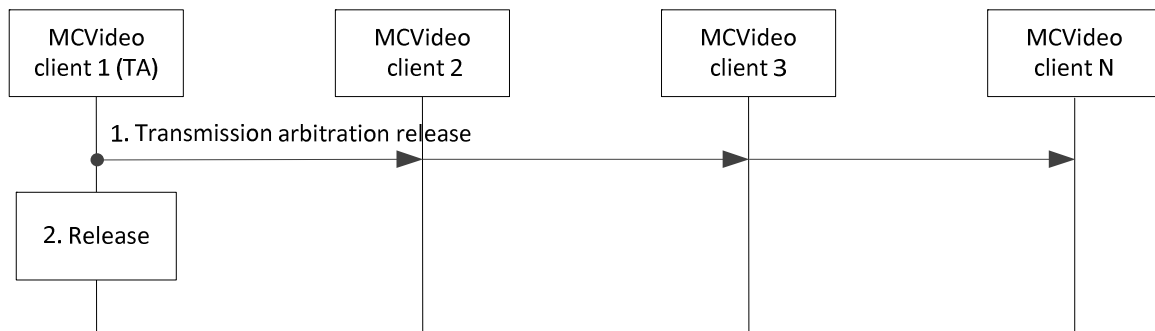 MCVideo
client 1 (TA)
MCVideo
client 2
MCVideo
client 3
MCVideo
client N
1. Transmission arbitration release
2. Release